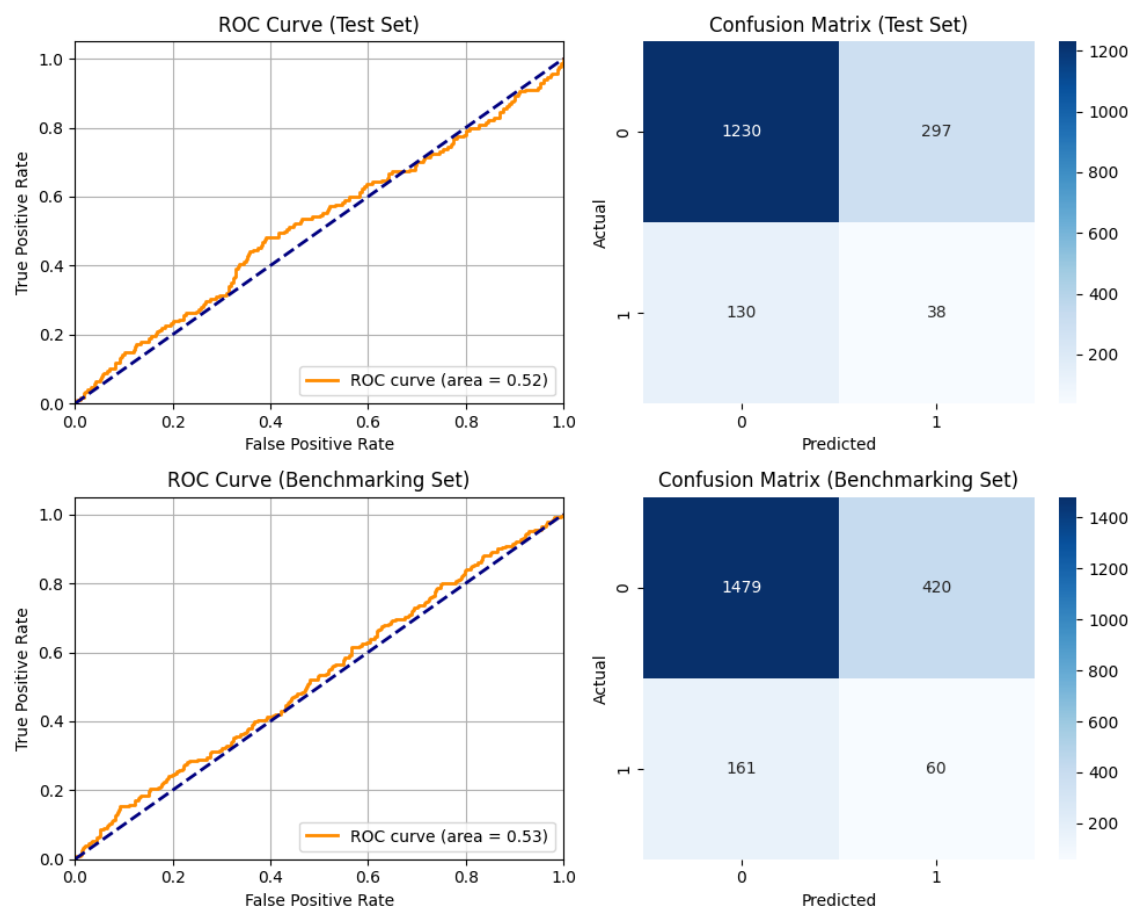 ROC Curve (Test Set)
1.0
0.8
0.6
0.4
0.2
0.0
True Positive Rate
0.0 0.2 0.4 0.6 0.8 1.0
False Positive Rate
ROC curve (area = 0.52)
Confusion Matrix (Test Set)
Actual
0
1
1230 297
130 38
0 1
Predicted
1200
1000
800
600
400
200
ROC Curve (Benchmarking Set)
1.0
0.8
0.6
0.4
0.2
0.0
True Positive Rate
0.0 0.2 0.4 0.6 0.8 1.0
False Positive Rate
ROC curve (area = 0.53)
Confusion Matrix (Benchmarking Set)
Actual
0
1
1479 420
161 60
0 1
Predicted
1400
1200
1000
800
600
400
200